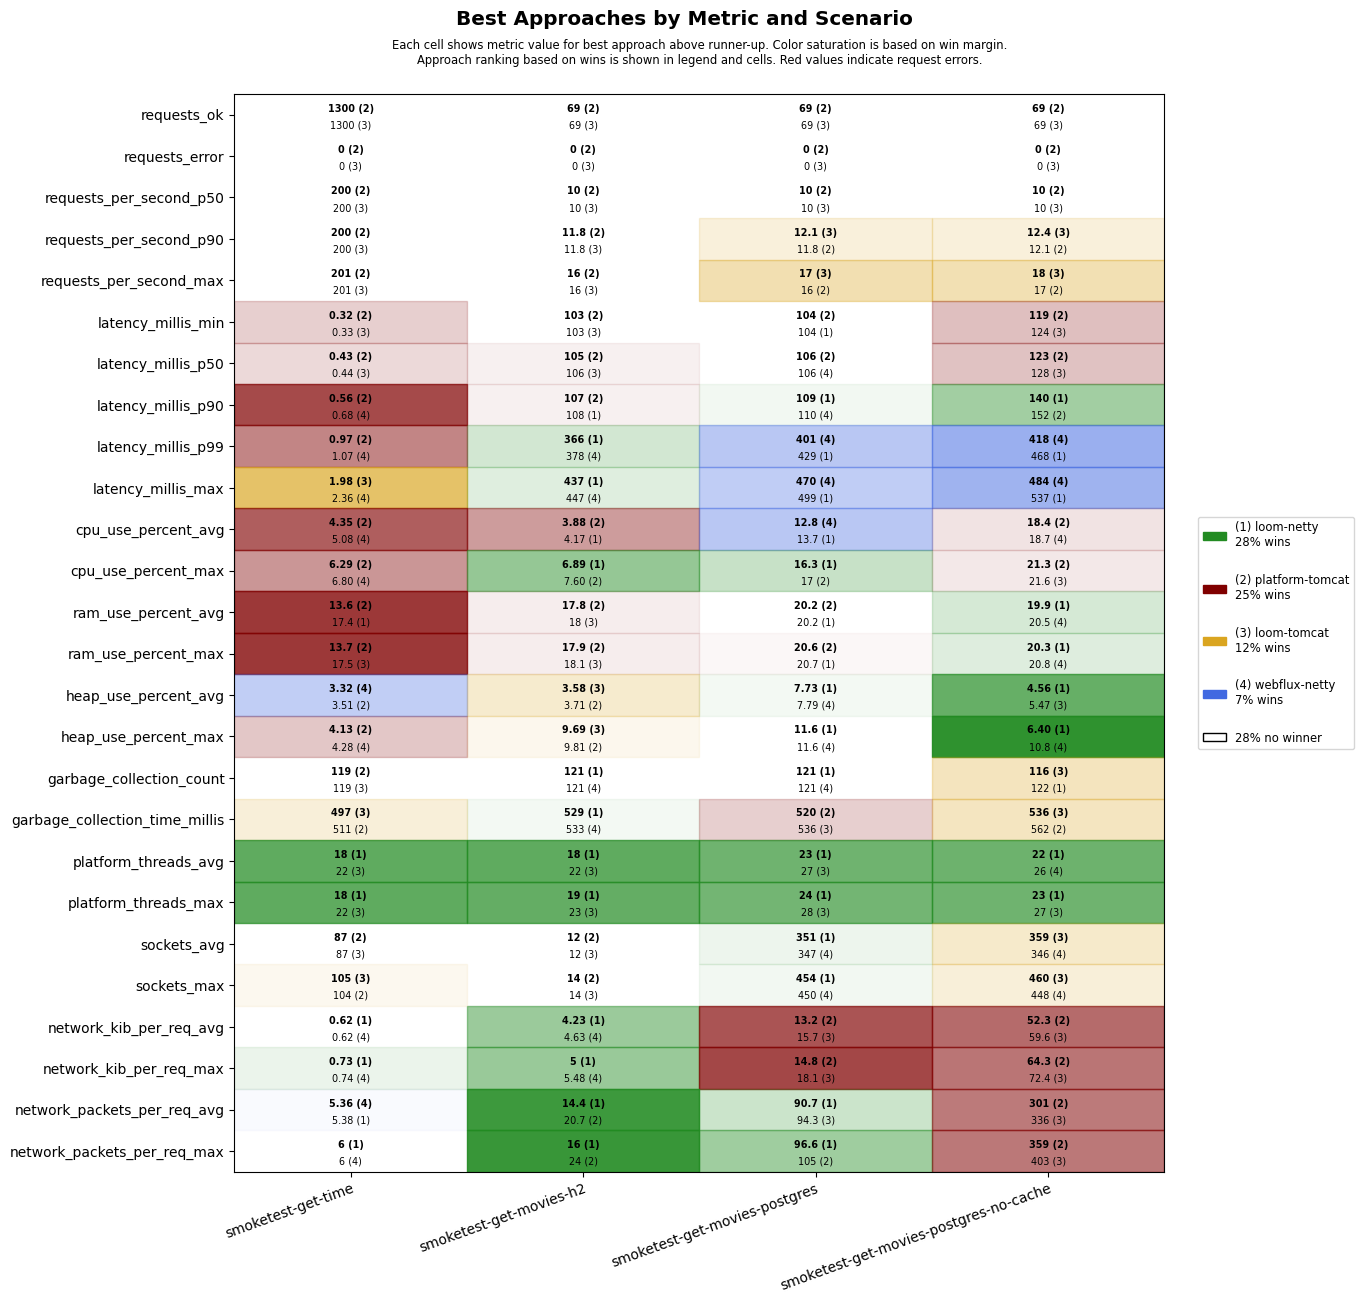 Best Approaches by Metric and Scenario
Each cell shows metric value for best approach above runner-up. Color saturation is based on win margin.
Approach ranking based on wins is shown in legend and cells. Red values indicate request errors.
requests_ok
1300 (2) 69 (2) 69 (2) 69 (2)
1300 (3) 69 (3) 69 (3) 69 (3)
requests_error
0 (2) 0 (2) 0 (2) 0 (2)
0 (3) 0 (3) 0 (3) 0 (3)
requests_per_second_p50
200 (2) 10 (2) 10 (2) 10 (2)
200 (3) 10 (3) 10 (3) 10 (3)
requests_per_second_p90
200 (2) 11.8 (2) 12.1 (3) 12.4 (3)
200 (3) 11.8 (3) 11.8 (2) 12.1 (2)
requests_per_second_max
201 (2) 16 (2) 17 (3) 18 (3)
201 (3) 16 (3) 16 (2) 17 (2)
latency_millis_min
0.32 (2) 103 (2) 104 (2) 119 (2)
0.33 (3) 103 (3) 104 (1) 124 (3)
latency_millis_p50
0.43 (2) 105 (2) 106 (2) 123 (2)
0.44 (3) 106 (3) 106 (4) 128 (3)
latency_millis_p90
0.56 (2) 107 (2) 109 (1) 140 (1)
0.68 (4) 108 (1) 110 (4) 152 (2)
latency_millis_p99
0.97 (2) 366 (1) 401 (4) 418 (4)
1.07 (4) 378 (4) 429 (1) 468 (1)
latency_millis_max
1.98 (3) 437 (1) 470 (4) 484 (4)
2.36 (4) 447 (4) 499 (1) 537 (1)
cpu_use_percent_avg
4.35 (2) 3.88 (2) 12.8 (4) 18.4 (2)
5.08 (4) 4.17 (1) 13.7 (1) 18.7 (4)
cpu_use_percent_max
6.29 (2) 6.89 (1) 16.3 (1) 21.3 (2)
6.80 (4) 7.60 (2) 17 (2) 21.6 (3)
ram_use_percent_avg
13.6 (2) 17.8 (2) 20.2 (2) 19.9 (1)
17.4 (1) 18 (3) 20.2 (1) 20.5 (4)
ram_use_percent_max
13.7 (2) 17.9 (2) 20.6 (2) 20.3 (1)
17.5 (3) 18.1 (3) 20.7 (1) 20.8 (4)
heap_use_percent_avg
3.32 (4) 3.58 (3) 7.73 (1) 4.56 (1)
3.51 (2) 3.71 (2) 7.79 (4) 5.47 (3)
heap_use_percent_max
4.13 (2) 9.69 (3) 11.6 (1) 6.40 (1)
4.28 (4) 9.81 (2) 11.6 (4) 10.8 (4)
garbage_collection_count
119 (2) 121 (1) 121 (1) 116 (3)
119 (3) 121 (4) 121 (4) 122 (1)
garbage_collection_time_millis
497 (3) 529 (1) 520 (2) 536 (3)
511 (2) 533 (4) 536 (3) 562 (2)
platform_threads_avg
18 (1) 18 (1) 23 (1) 22 (1)
22 (3) 22 (3) 27 (3) 26 (4)
platform_threads_max
18 (1) 19 (1) 24 (1) 23 (1)
22 (3) 23 (3) 28 (3) 27 (3)
sockets_avg
87 (2) 12 (2) 351 (1) 359 (3)
87 (3) 12 (3) 347 (4) 346 (4)
sockets_max
105 (3) 14 (2) 454 (1) 460 (3)
104 (2) 14 (3) 450 (4) 448 (4)
network_kib_per_req_avg
0.62 (1) 4.23 (1) 13.2 (2) 52.3 (2)
0.62 (4) 4.63 (4) 15.7 (3) 59.6 (3)
network_kib_per_req_max
0.73 (1) 5 (1) 14.8 (2) 64.3 (2)
0.74 (4) 5.48 (4) 18.1 (3) 72.4 (3)
network_packets_per_req_avg
5.36 (4) 14.4 (1) 90.7 (1) 301 (2)
5.38 (1) 20.7 (2) 94.3 (3) 336 (3)
network_packets_per_req_max
6 (1) 16 (1) 96.6 (1) 359 (2)
6 (4) 24 (2) 105 (2) 403 (3)
smoketest-get-time
smoketest-get-movies-h2
smoketest-get-movies-postgres
smoketest-get-movies-postgres-no-cache
(1) loom-netty
28% wins
(2) platform-tomcat
25% wins
(3) loom-tomcat
12% wins
(4) webflux-netty
7% wins
28% no winner